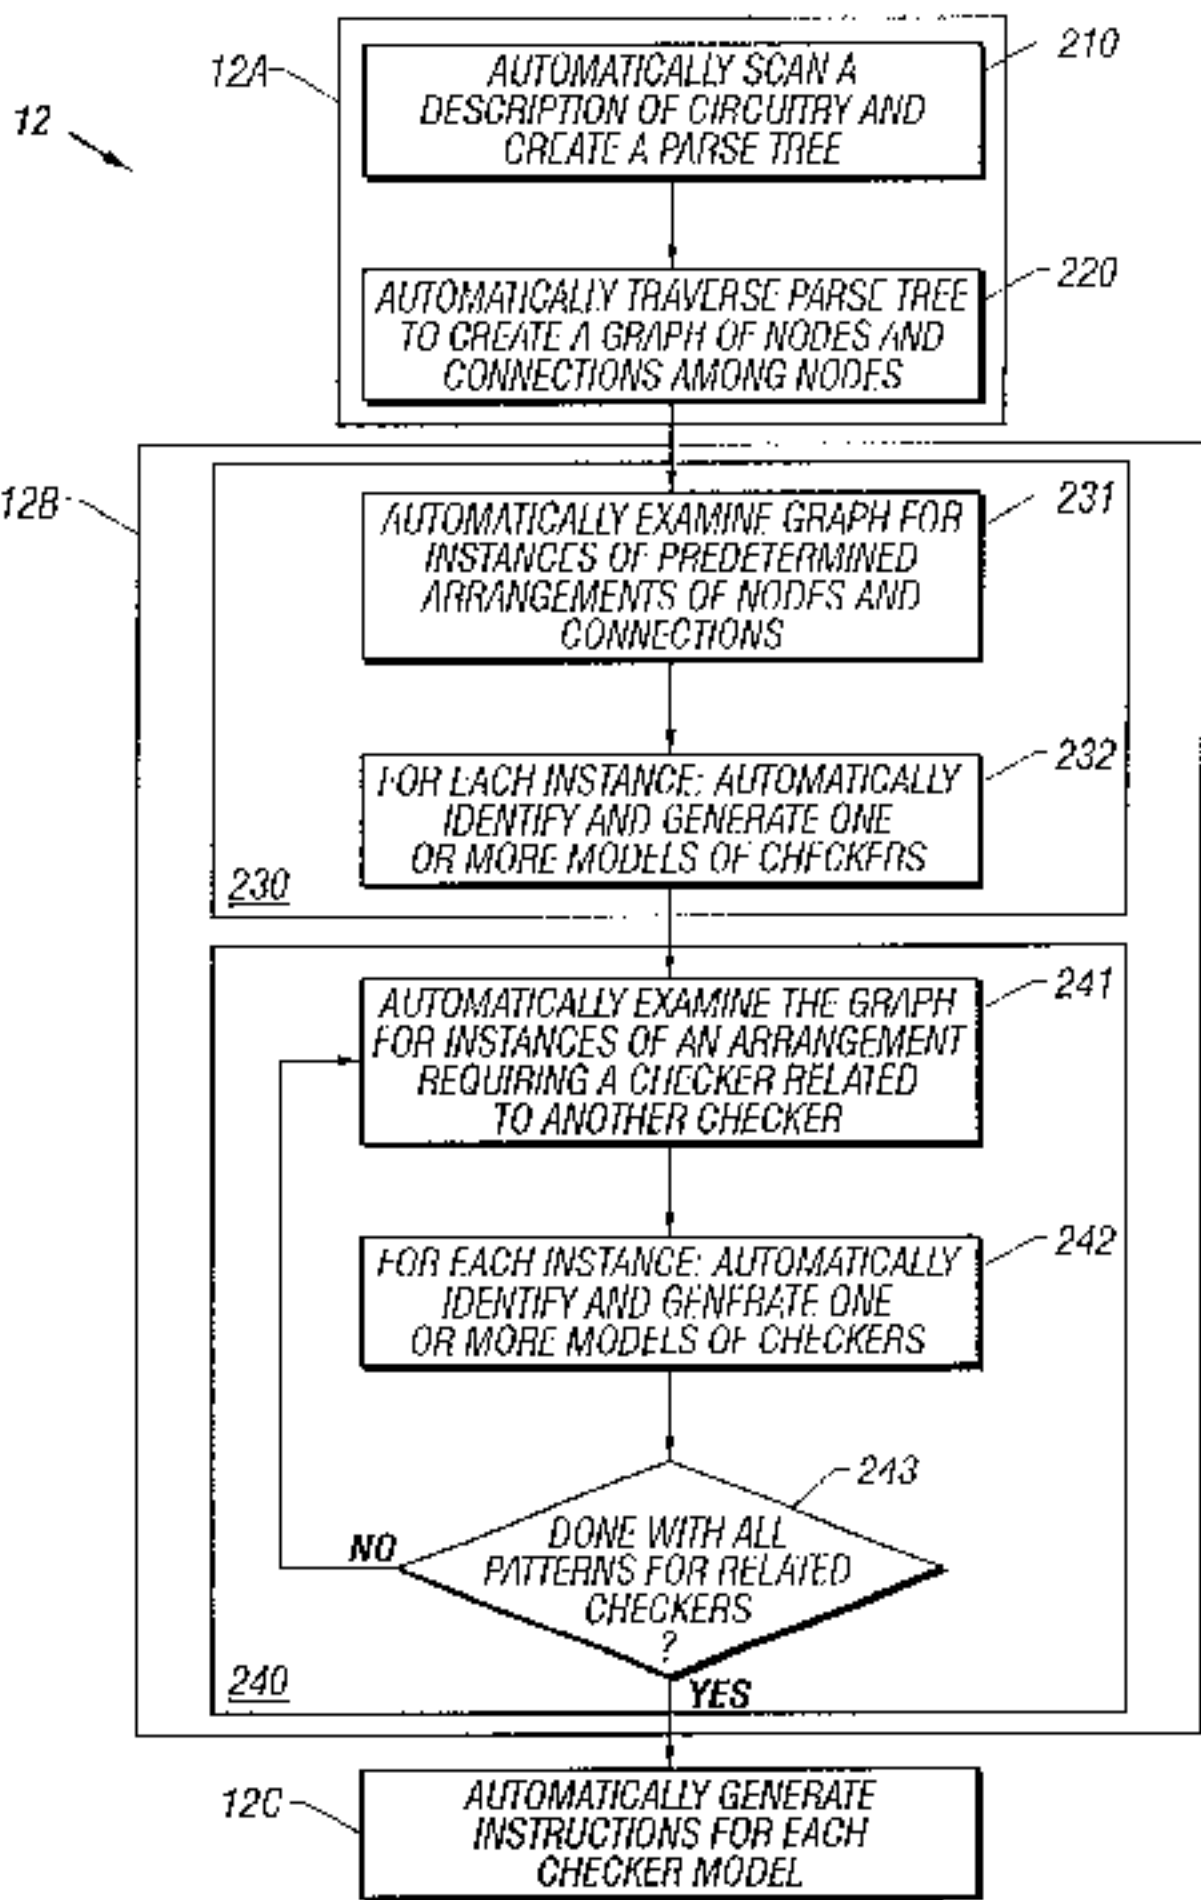 12
12A
210
AUTOMATICALLY SCAN A
DESCRIPTION OF CIRCUITRY AND
CREATE A PARSE TREE
220
AUTOMATICALLY TRAVERSE PARSE TREE
TO CREATE A GRAPH OF NODES AND
CONNECTIONS AMONG NODES
12B
231
AUTOMATICALLY EXAMINE GRAPH FOR
INSTANCES OF PREDETERMINED
ARRANGEMENTS OF NODES AND
CONNECTIONS
232
FOR EACH INSTANCE: AUTOMATICALLY
IDENTIFY AND GENERATE ONE
OR MORE MODELS OF CHECKERS
230
241
AUTOMATICALLY EXAMINE THE GRAPH
FOR INSTANCES OF AN ARRANGEMENT
REQUIRING A CHECKER RELATED
TO ANOTHER CHECKER
242
FOR EACH INSTANCE: AUTOMATICALLY
IDENTIFY AND GENERATE ONE
OR MORE MODELS OF CHECKERS
243
NO
DONE WITH ALL
PATTERNS FOR RELATED
CHECKERS
?
240
YES
12C
AUTOMATICALLY GENERATE
INSTRUCTIONS FOR EACH
CHECKER MODEL